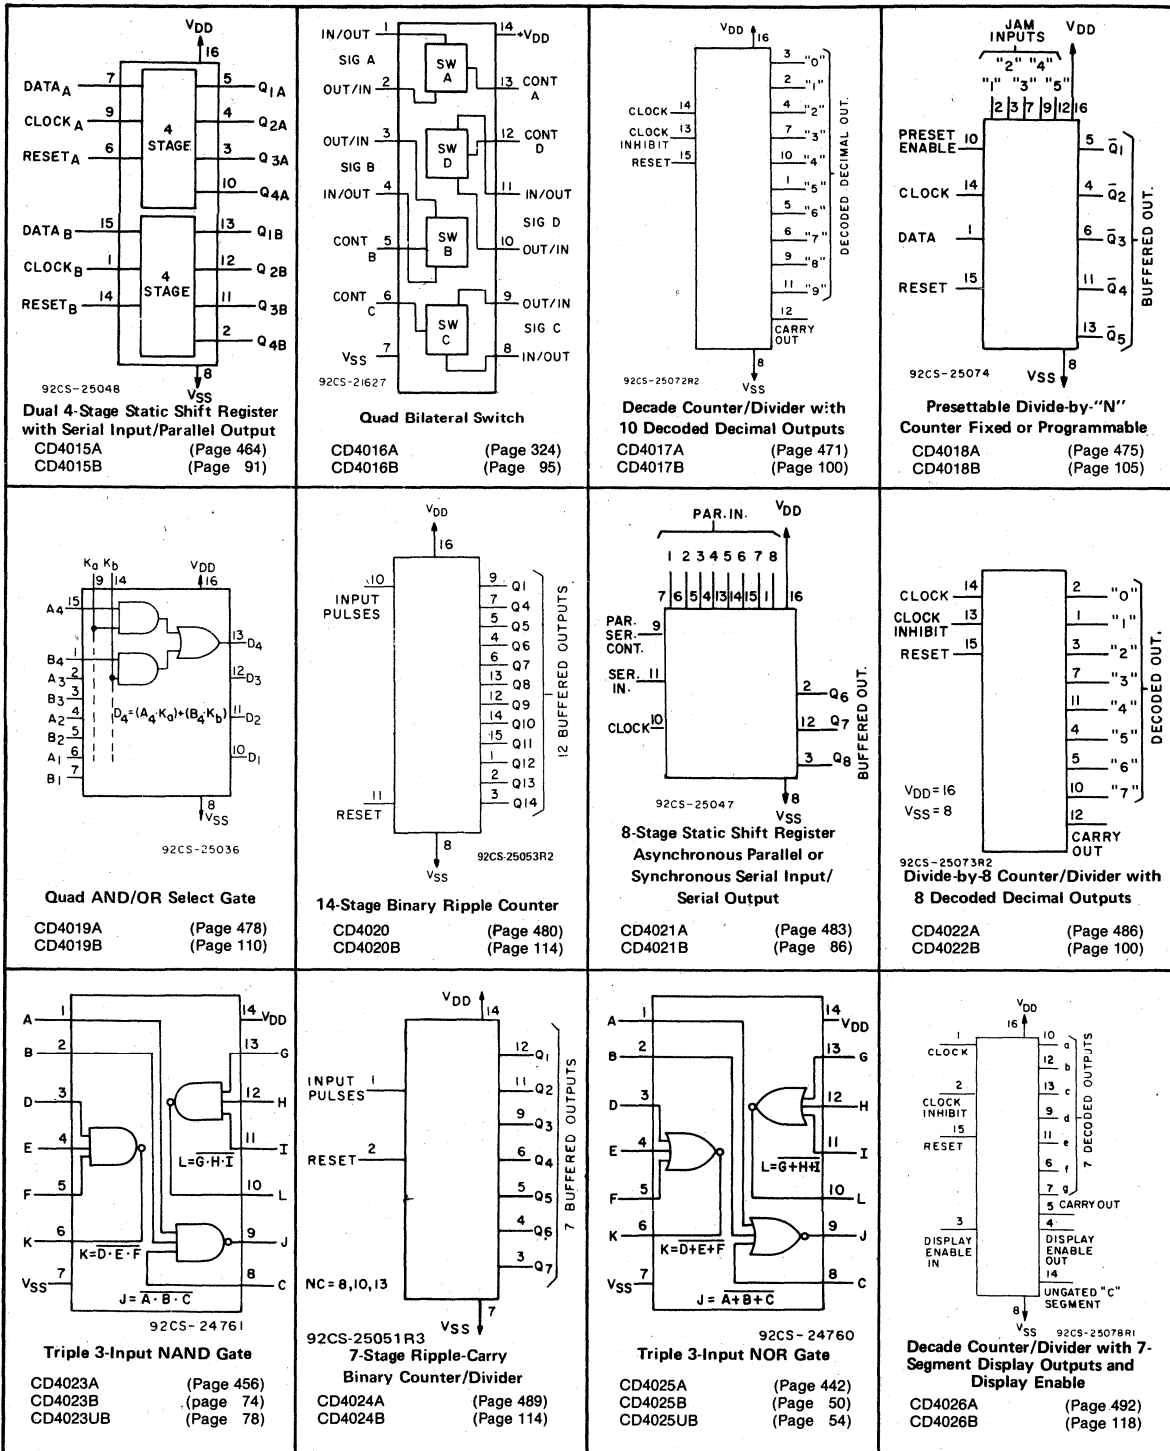 VDD
16
DATAA 7
CLOCKA 9
RESETA 6
4
STAGE
5 Q1A
4 Q2A
3 Q3A
10 Q4A
DATAB 15
CLOCKB 1
RESETB 14
4
STAGE
13 Q1B
12 Q2B
11 Q3B
2 Q4B
8
VSS
92CS-25048
Dual 4-Stage Static Shift Register
with Serial Input/Parallel Output
CD4015A (Page 464)
CD4015B (Page 91)
IN/OUT 1
SIG A
OUT/IN 2
OUT/IN 3
SIG B
IN/OUT 4
CONT B 5
CONT C 6
VSS 7
SW A
SW D
SW B
SW C
14 +VDD
13 CONT A
12 CONT D
11 IN/OUT
SIG D
10 OUT/IN
9 OUT/IN
SIG C
8 IN/OUT
92CS-21627
Quad Bilateral Switch
CD4016A (Page 324)
CD4016B (Page 95)
VDD 16
CLOCK 14
CLOCK INHIBIT 13
RESET 15
3 "0"
2 "1"
4 "2"
7 "3"
10 "4"
1 "5"
5 "6"
6 "7"
9 "8"
11 "9"
DECODED DECIMAL OUT.
12
CARRY OUT
8
VSS
92CS-25072R2
Decade Counter/Divider with
10 Decoded Decimal Outputs
CD4017A (Page 471)
CD4017B (Page 100)
JAM INPUTS
VDD
"2" "4"
"1" "3" "5"
2 3 7 9 12 16
PRESET ENABLE 10
CLOCK 14
DATA 1
RESET 15
5 Q̅1
4 Q̅2
6 Q̅3
11 Q̅4
13 Q̅5
BUFFERED OUT.
8
VSS
92CS-25074
Presettable Divide-by-"N"
Counter Fixed or Programmable
CD4018A (Page 475)
CD4018B (Page 105)
Ka Kb
9 14
VDD
16
A4 15
B4 1
A3 2
B3 3
A2 4
B2 5
A1 6
B1 7
D4=(A4·Ka)+(B4·Kb)
13 D4
12 D3
11 D2
10 D1
8
VSS
92CS-25036
Quad AND/OR Select Gate
CD4019A (Page 478)
CD4019B (Page 110)
VDD
16
10
INPUT PULSES
11
RESET
9 Q1
7 Q4
5 Q5
4 Q6
6 Q7
13 Q8
12 Q9
14 Q10
15 Q11
1 Q12
2 Q13
3 Q14
12 BUFFERED OUTPUTS
8
VSS
92CS-25053R2
14-Stage Binary Ripple Counter
CD4020 (Page 480)
CD4020B (Page 114)
PAR. IN.
VDD
1 2 3 4 5 6 7 8
7 6 5 4 13 14 15 1 16
PAR. SER. CONT. 9
SER. IN. 11
CLOCK 10
2 Q6
12 Q7
3 Q8
BUFFERED OUT.
8
VSS
92CS-25047
8-Stage Static Shift Register
Asynchronous Parallel or
Synchronous Serial Input/
Serial Output
CD4021A (Page 483)
CD4021B (Page 86)
CLOCK 14
CLOCK INHIBIT 13
RESET 15
2 "0"
1 "1"
3 "2"
7 "3"
11 "4"
4 "5"
5 "6"
10 "7"
DECODED OUT.
VDD=16
VSS=8
12
CARRY OUT
92CS-25073R2
Divide-by-8 Counter/Divider with
8 Decoded Decimal Outputs
CD4022A (Page 486)
CD4022B (Page 100)
A 1
B 2
D 3
E 4
F 5
K 6
VSS 7
14 VDD
13 G
12 H
11 I
10 L
9 J
8 C
L=G·H·I
K=D·E·F
J=A·B·C
92CS-24761
Triple 3-Input NAND Gate
CD4023A (Page 456)
CD4023B (page 74)
CD4023UB (Page 78)
VDD
14
INPUT PULSES 1
RESET 2
12 Q1
11 Q2
9 Q3
6 Q4
5 Q5
4 Q6
3 Q7
7 BUFFERED OUTPUTS
NC=8,10,13
7
VSS
92CS-25051R3
7-Stage Ripple-Carry
Binary Counter/Divider
CD4024A (Page 489)
CD4024B (Page 114)
A 1
B 2
D 3
E 4
F 5
K 6
VSS 7
14 VDD
13 G
12 H
11 I
10 L
9 J
8 C
L=G+H+I
K=D+E+F
J=A+B+C
92CS-24760
Triple 3-Input NOR Gate
CD4025A (Page 442)
CD4025B (Page 50)
CD4025UB (Page 54)
VDD
16
1
CLOCK
2
CLOCK INHIBIT
15
RESET
3
DISPLAY ENABLE IN
10 a
12 b
13 c
9 d
11 e
6 f
7 g
7 DECODED OUTPUTS
5 CARRY OUT
4
DISPLAY ENABLE OUT
14
UNGATED "C" SEGMENT
8
VSS
92CS-25078R1
Decade Counter/Divider with 7-
Segment Display Outputs and
Display Enable
CD4026A (Page 492)
CD4026B (Page 118)